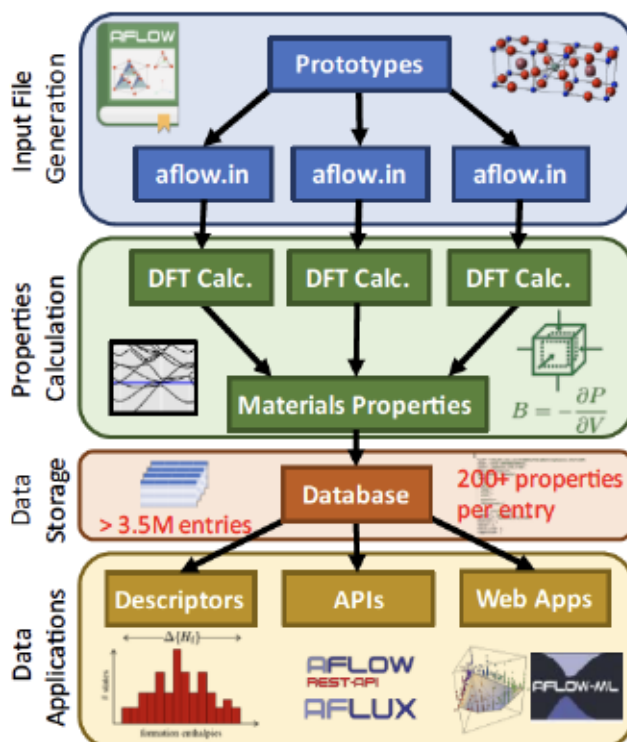 Input File
Generation
AFLOW
Prototypes
aflow.in
aflow.in
aflow.in
Properties
Calculation
DFT Calc.
DFT Calc.
DFT Calc.
Materials Properties
B = -∂P/∂V
Data
Storage
> 3.5M entries
Database
200+ properties
per entry
Data
Applications
Descriptors
APIs
Web Apps
Δ{H_f}
# states
formation enthalpies
AFLOW
REST-API
AFLUX
AFLOW-ML